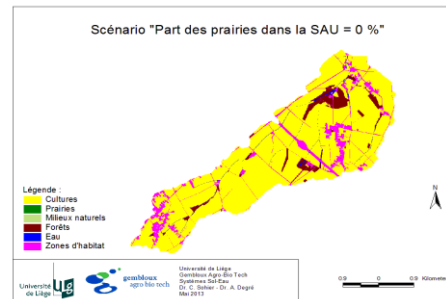 Scénario "Part des prairies dans la SAU = 0 %"
Légende :
Cultures
Prairies
Milieux naturels
Forêts
Eau
Zones d'habitat
N
Université
de Liège
gembloux
agro bio tech
Université de Liège
Gembloux Agro-Bio Tech
Systèmes Sol-Eau
Dr. C. Sohier - Dr. A. Degré
Mai 2013
0.9 0 0.9 Kilometers